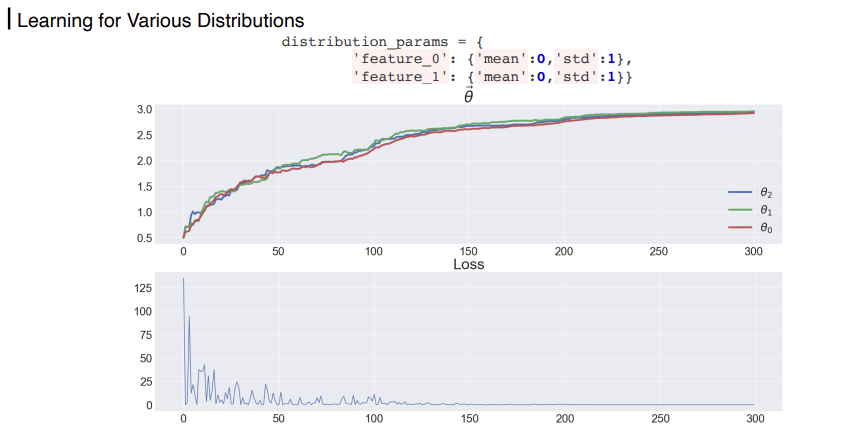 Learning for Various Distributions
distribution_params = {
'feature_0': {'mean':0,'std':1},
'feature_1': {'mean':0,'std':1}}
θ⃗
3.0
2.5
2.0
1.5
1.0
0.5
θ₂
θ₁
θ₀
0 50 100 150 200 250 300
Loss
125
100
75
50
25
0
0 50 100 150 200 250 300